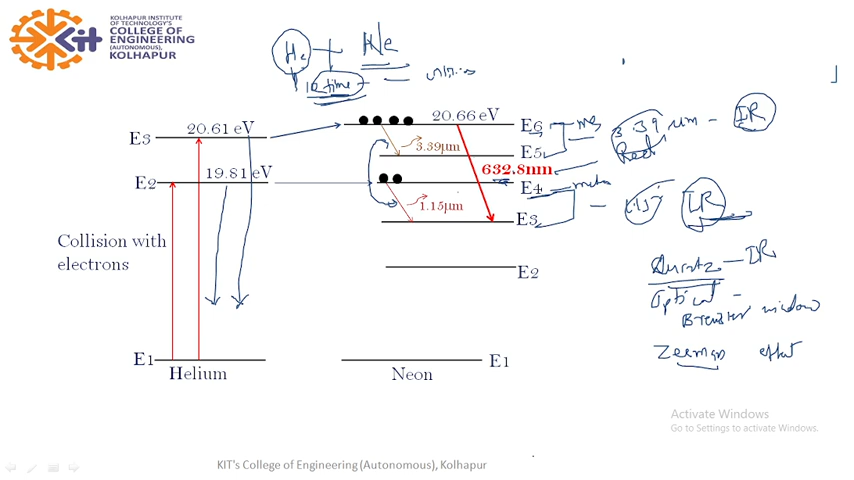 KOLHAPUR INSTITUTE
OF TECHNOLOGY'S
COLLEGE OF
ENGINEERING
(AUTONOMOUS),
KOLHAPUR
He + Ne
time
20.61 eV
E3
20.66 eV
E6
3.39 µm - IR
3.39µm
E5
Red
632.8nm
19.81 eV
E2
E4
meta
1.15µm
IR
E3
Collision with
electrons
E2
Quartz - IR
Optical -
Brewster window
Zeeman effect
E1
E1
Helium
Neon
Activate Windows
Go to Settings to activate Windows.
KIT's College of Engineering (Autonomous), Kolhapur